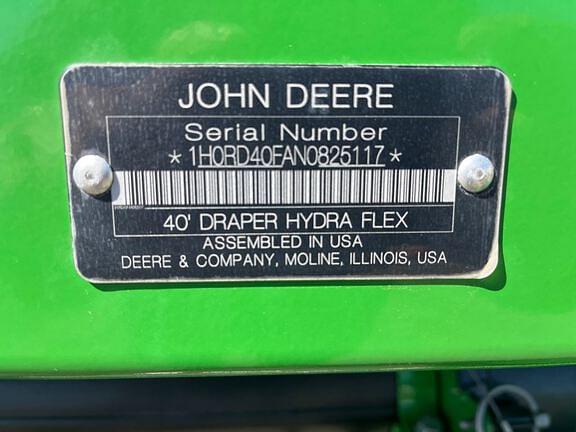 JOHN DEERE
Serial Number
*1H0RD40FAN0825117*
40' DRAPER HYDRA FLEX
ASSEMBLED IN USA
DEERE & COMPANY, MOLINE, ILLINOIS, USA